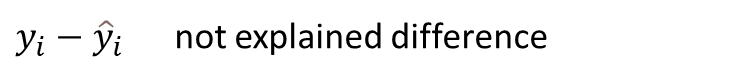 𝑦ᵢ − ŷᵢ not explained difference